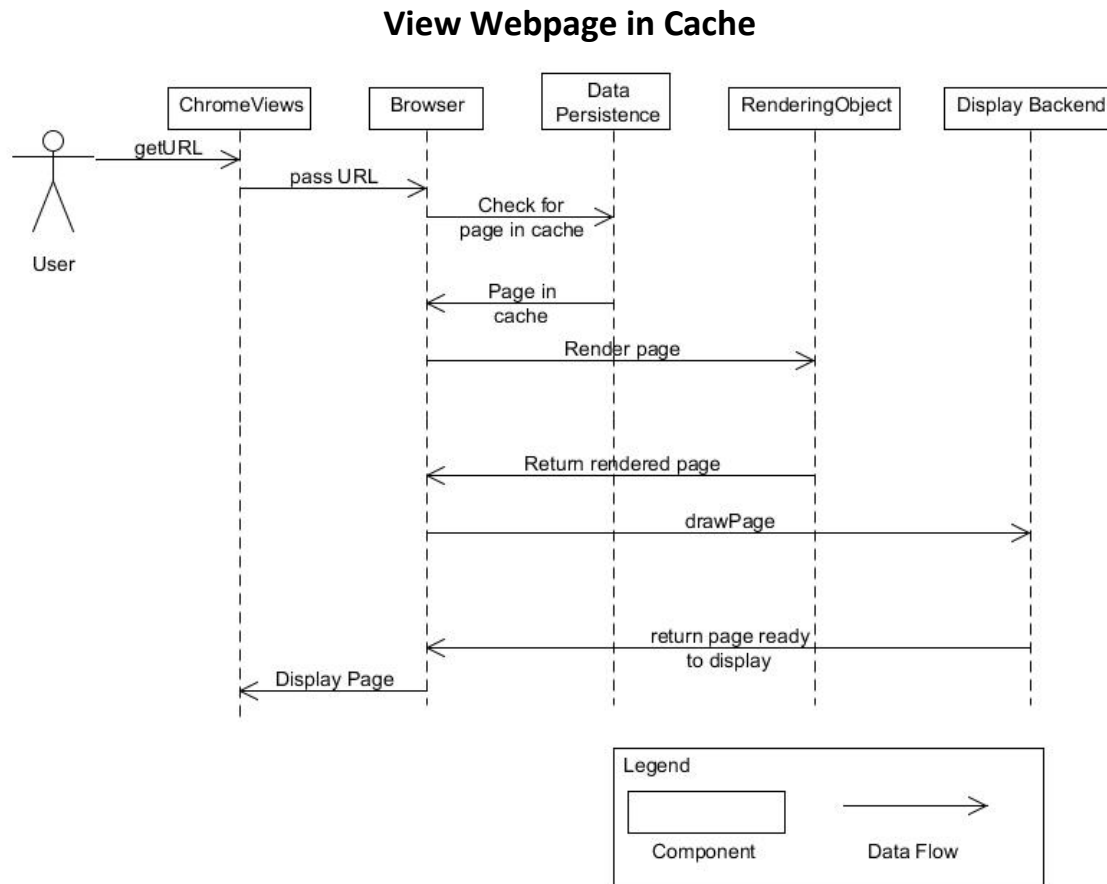 View Webpage in Cache
ChromeViews
Browser
Data
Persistence
RenderingObject
Display Backend
getURL
pass URL
Check for
page in cache
User
Page in
cache
Render page
Return rendered page
drawPage
return page ready
to display
Display Page
Legend
Component
Data Flow